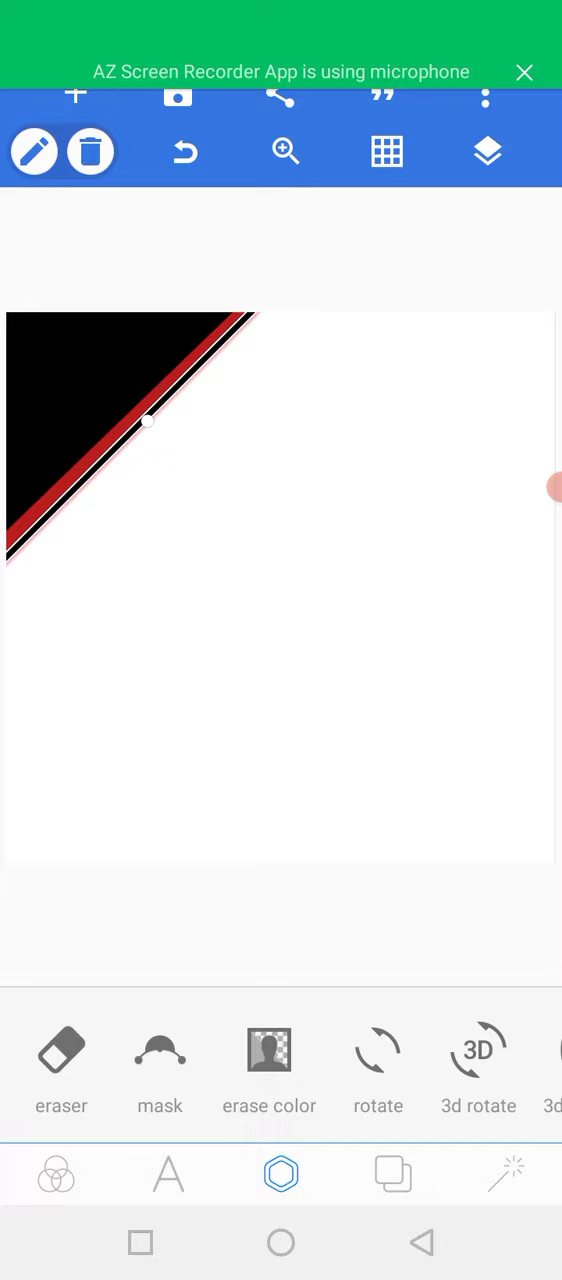 AZ Screen Recorder App is using microphone
eraser mask erase color rotate 3d rotate 3d